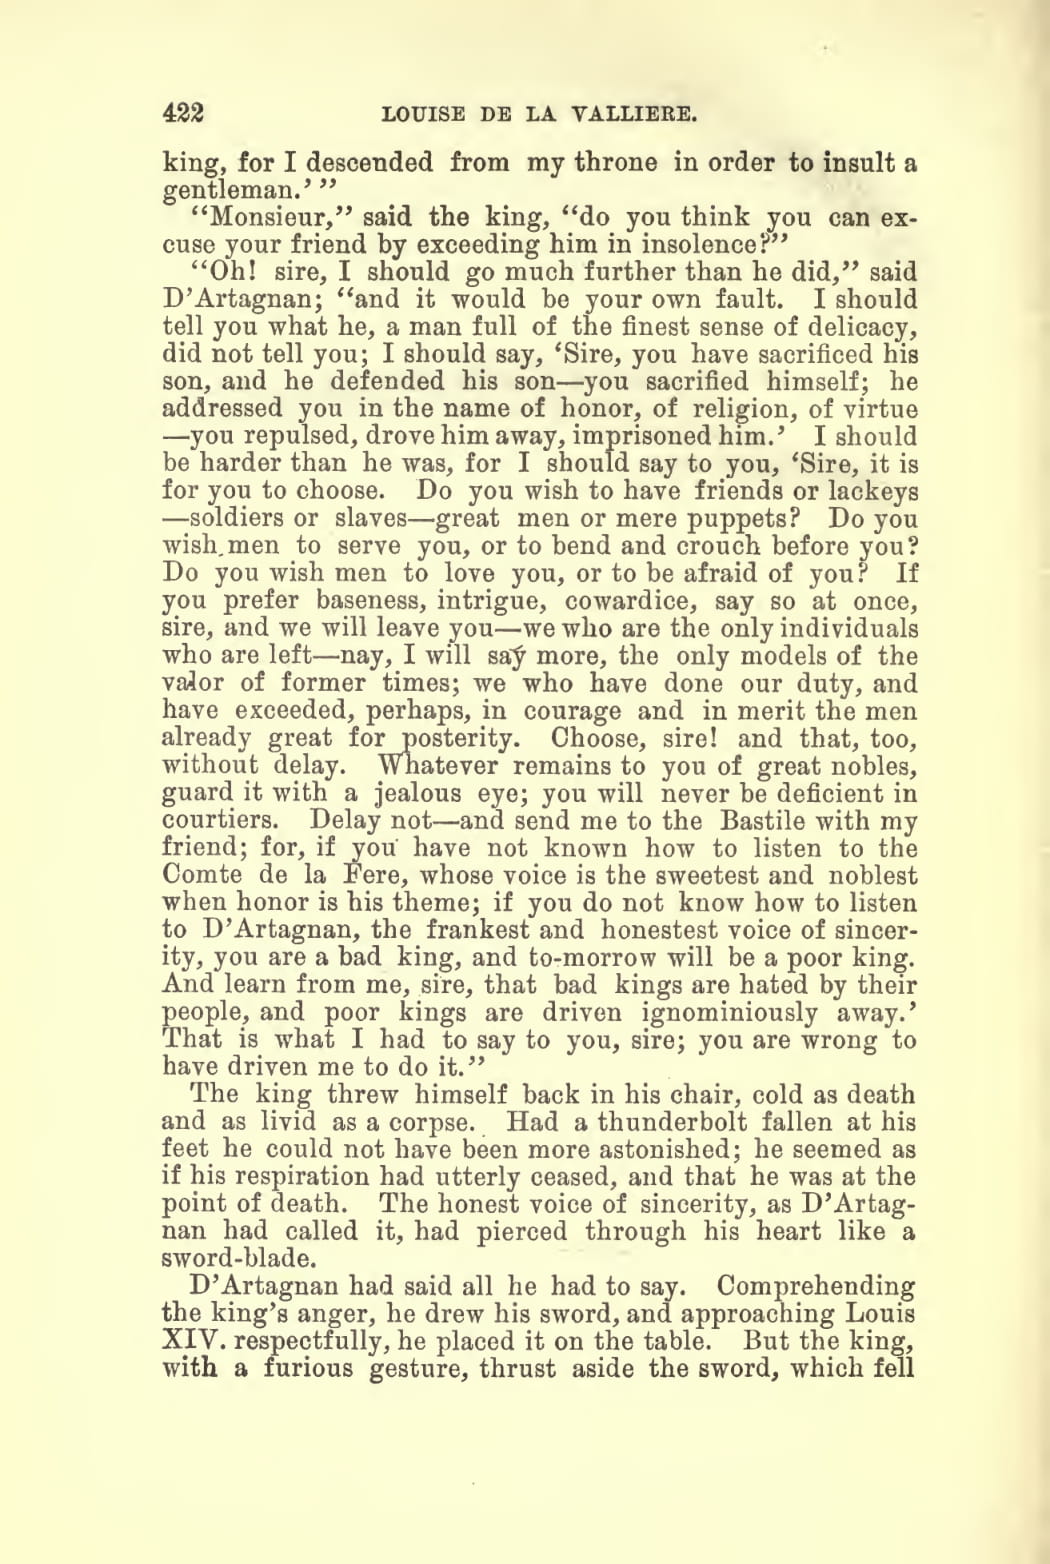 422 LOUISE DE LA VALLIERE.
king, for I descended from my throne in order to insult a
gentleman.’ ”
“Monsieur,” said the king, “do you think you can ex-
cuse your friend by exceeding him in insolence?”
“Oh! sire, I should go much further than he did,” said
D’Artagnan; “and it would be your own fault. I should
tell you what he, a man full of the finest sense of delicacy,
did not tell you; I should say, ‘Sire, you have sacrificed his
son, and he defended his son—you sacrified himself; he
addressed you in the name of honor, of religion, of virtue
—you repulsed, drove him away, imprisoned him.’ I should
be harder than he was, for I should say to you, ‘Sire, it is
for you to choose. Do you wish to have friends or lackeys
—soldiers or slaves—great men or mere puppets? Do you
wish men to serve you, or to bend and crouch before you?
Do you wish men to love you, or to be afraid of you? If
you prefer baseness, intrigue, cowardice, say so at once,
sire, and we will leave you—we who are the only individuals
who are left—nay, I will say more, the only models of the
valor of former times; we who have done our duty, and
have exceeded, perhaps, in courage and in merit the men
already great for posterity. Choose, sire! and that, too,
without delay. Whatever remains to you of great nobles,
guard it with a jealous eye; you will never be deficient in
courtiers. Delay not—and send me to the Bastile with my
friend; for, if you have not known how to listen to the
Comte de la Fere, whose voice is the sweetest and noblest
when honor is his theme; if you do not know how to listen
to D’Artagnan, the frankest and honestest voice of sincer-
ity, you are a bad king, and to-morrow will be a poor king.
And learn from me, sire, that bad kings are hated by their
people, and poor kings are driven ignominiously away.’
That is what I had to say to you, sire; you are wrong to
have driven me to do it.”
The king threw himself back in his chair, cold as death
and as livid as a corpse. Had a thunderbolt fallen at his
feet he could not have been more astonished; he seemed as
if his respiration had utterly ceased, and that he was at the
point of death. The honest voice of sincerity, as D’Artag-
nan had called it, had pierced through his heart like a
sword-blade.
D’Artagnan had said all he had to say. Comprehending
the king’s anger, he drew his sword, and approaching Louis
XIV. respectfully, he placed it on the table. But the king,
with a furious gesture, thrust aside the sword, which fell